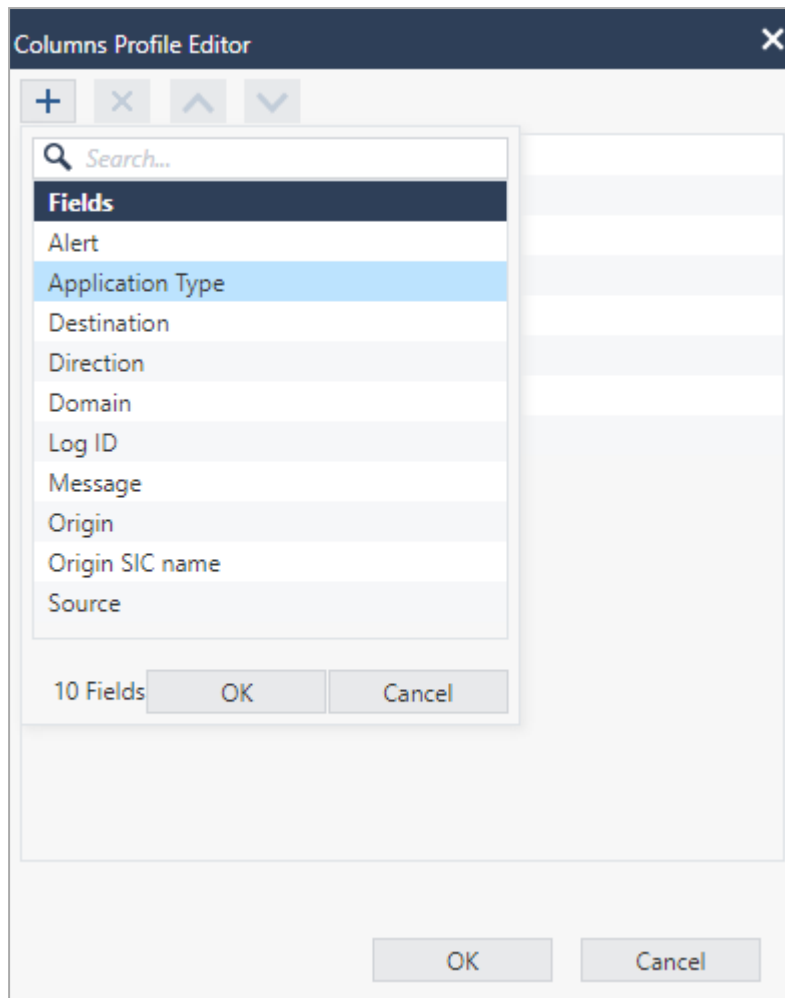 Columns Profile Editor
Search...
Fields
Alert
Application Type
Destination
Direction
Domain
Log ID
Message
Origin
Origin SIC name
Source
10 Fields OK Cancel
OK Cancel